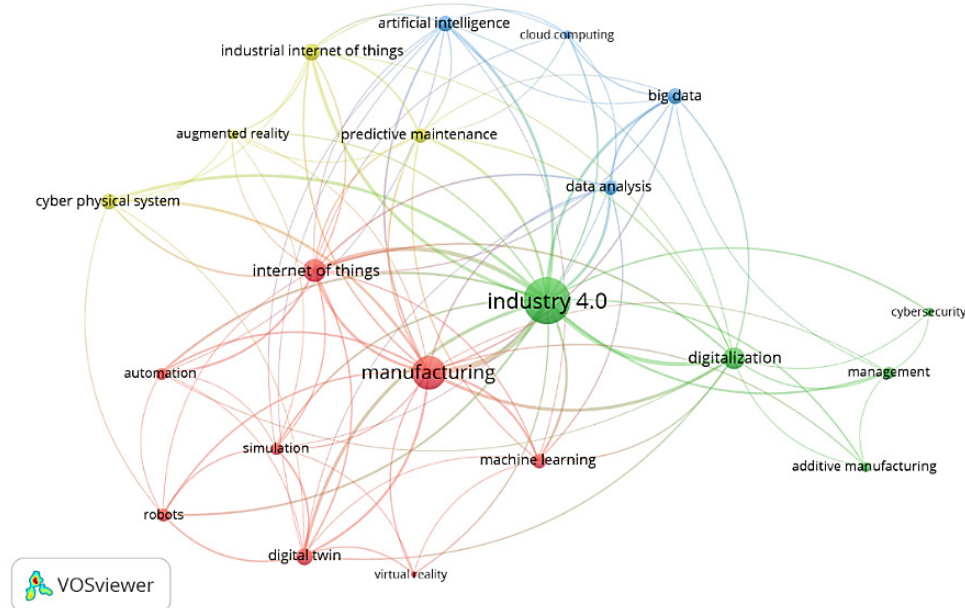 artificial intelligence
cloud computing
industrial internet of things
big data
augmented reality
predictive maintenance
data analysis
cyber physical system
internet of things
industry 4.0
cybersecurity
digitalization
manufacturing
automation
management
simulation
machine learning
additive manufacturing
robots
digital twin
virtual reality
VOSviewer